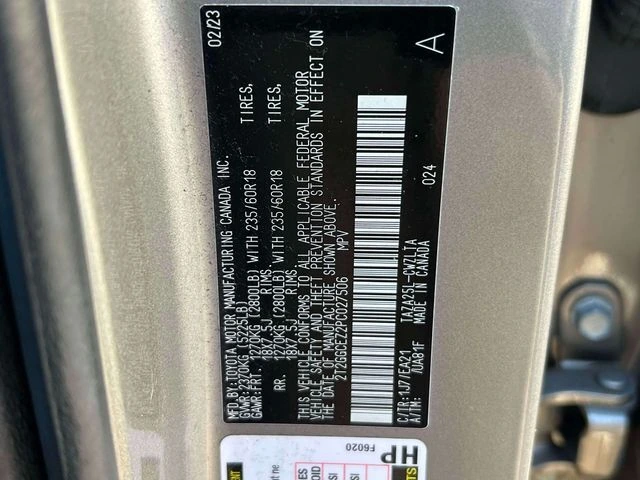 MFD.BY:TOYOTA MOTOR MANUFACTURING CANADA INC. 02/23
GVWR:2370KG (5225LB)
GAWR:FRT. 1270KG (2800LB) WITH 235/60R18 TIRES,
18X7.5J RIMS
RR. 1270KG (2800LB) WITH 235/60R18 TIRES,
18X7.5J RIMS
THIS VEHICLE CONFORMS TO ALL APPLICABLE FEDERAL MOTOR
VEHICLE SAFETY AND THEFT PREVENTION STANDARDS IN EFFECT ON
THE DATE OF MANUFACTURE SHOWN ABOVE.
2T2GGCEZ2PC027506 MPV
A
C/TR:1J7/EA21 TAZA25L-CWZLTA 024
A/TM: /UA81F MADE IN CANADA
F6020
HP